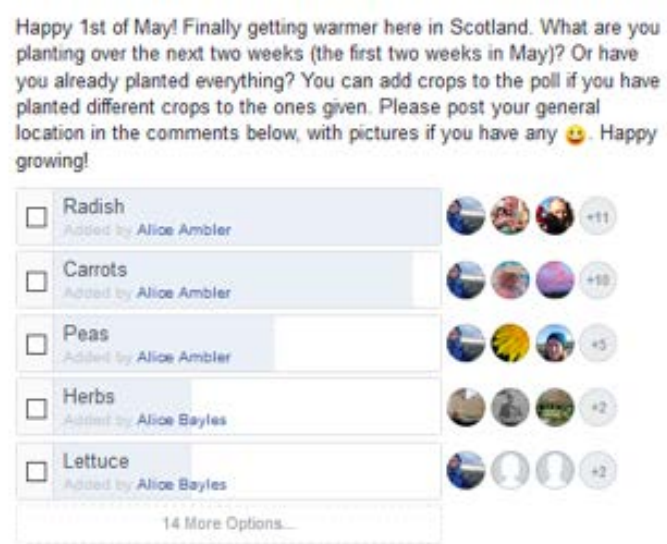 Happy 1st of May! Finally getting warmer here in Scotland. What are you
planting over the next two weeks (the first two weeks in May)? Or have
you already planted everything? You can add crops to the poll if you have
planted different crops to the ones given. Please post your general
location in the comments below, with pictures if you have any 😀. Happy
growing!
Radish
Added by Alice Ambler
+11
Carrots
Added by Alice Ambler
+10
Peas
Added by Alice Ambler
+5
Herbs
Added by Alice Bayles
+2
Lettuce
Added by Alice Bayles
+2
14 More Options...